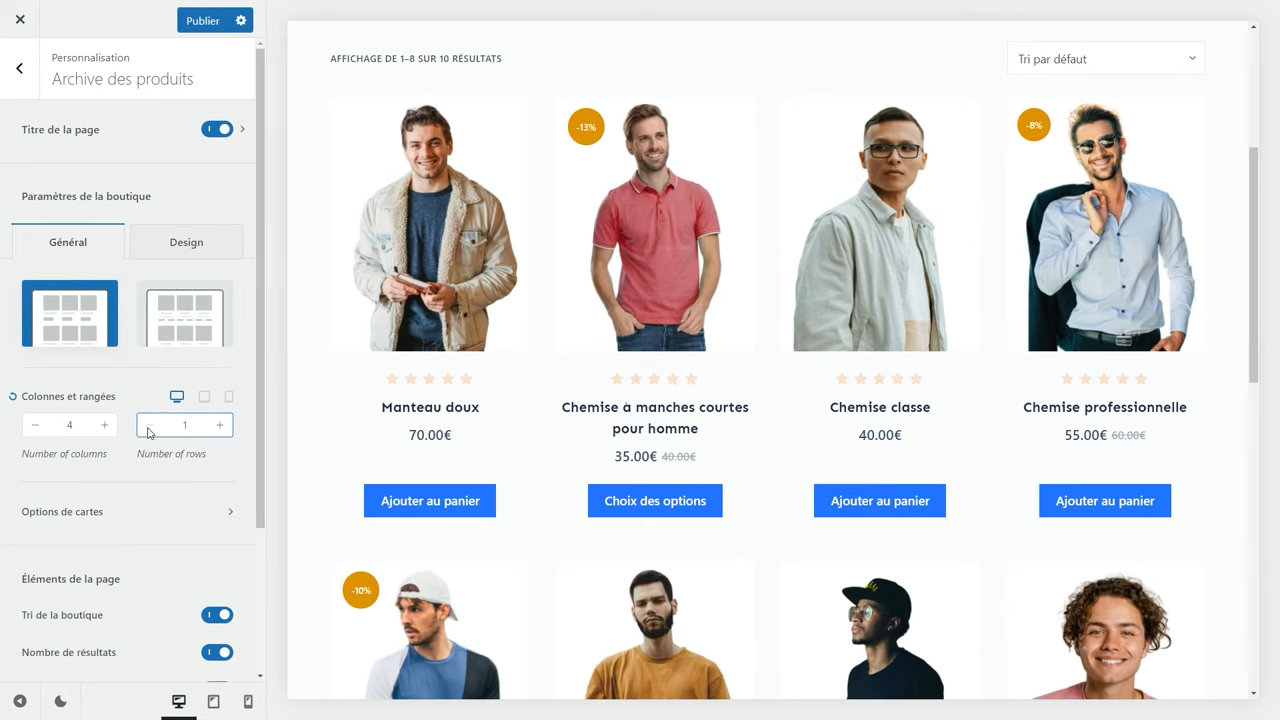 Publier
Personnalisation
Archive des produits
Titre de la page
Paramètres de la boutique
Général
Design
Colonnes et rangées
4
1
Number of columns
Number of rows
Options de cartes
Éléments de la page
Tri de la boutique
Nombre de résultats
AFFICHAGE DE 1–8 SUR 10 RÉSULTATS
Tri par défaut
-13%
-8%
Manteau doux
70.00€
Ajouter au panier
Chemise à manches courtes
pour homme
35.00€ 40.00€
Choix des options
Chemise classe
40.00€
Ajouter au panier
Chemise professionnelle
55.00€ 60.00€
Ajouter au panier
-10%